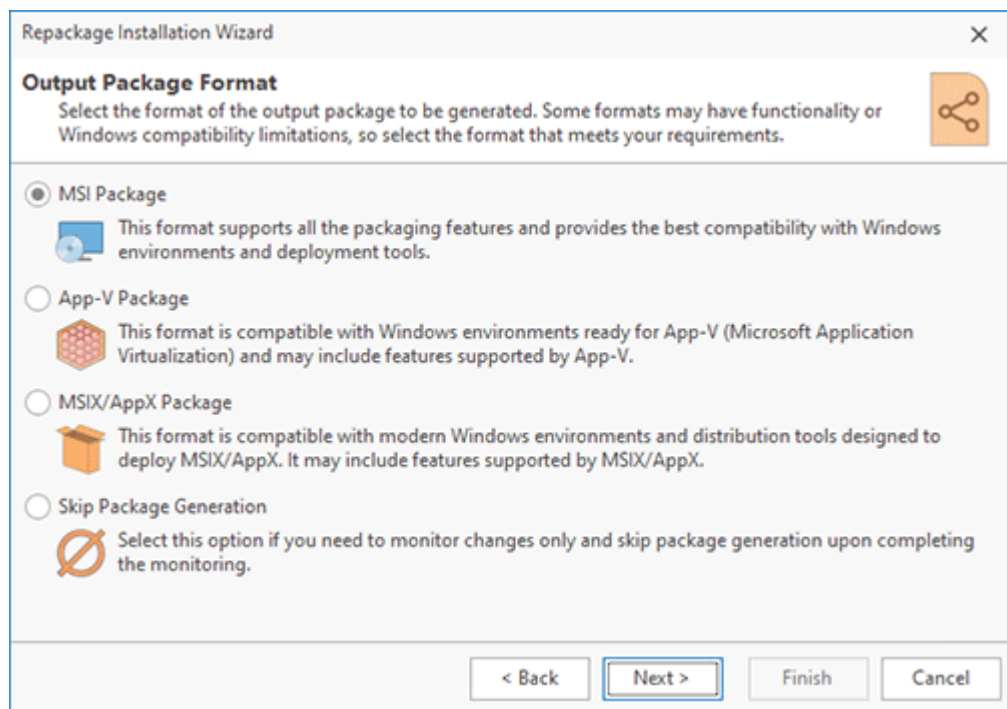 Repackage Installation Wizard
Output Package Format
Select the format of the output package to be generated. Some formats may have functionality or
Windows compatibility limitations, so select the format that meets your requirements.
MSI Package
This format supports all the packaging features and provides the best compatibility with Windows
environments and deployment tools.
App-V Package
This format is compatible with Windows environments ready for App-V (Microsoft Application
Virtualization) and may include features supported by App-V.
MSIX/AppX Package
This format is compatible with modern Windows environments and distribution tools designed to
deploy MSIX/AppX. It may include features supported by MSIX/AppX.
Skip Package Generation
Select this option if you need to monitor changes only and skip package generation upon completing
the monitoring.
< Back Next > Finish Cancel